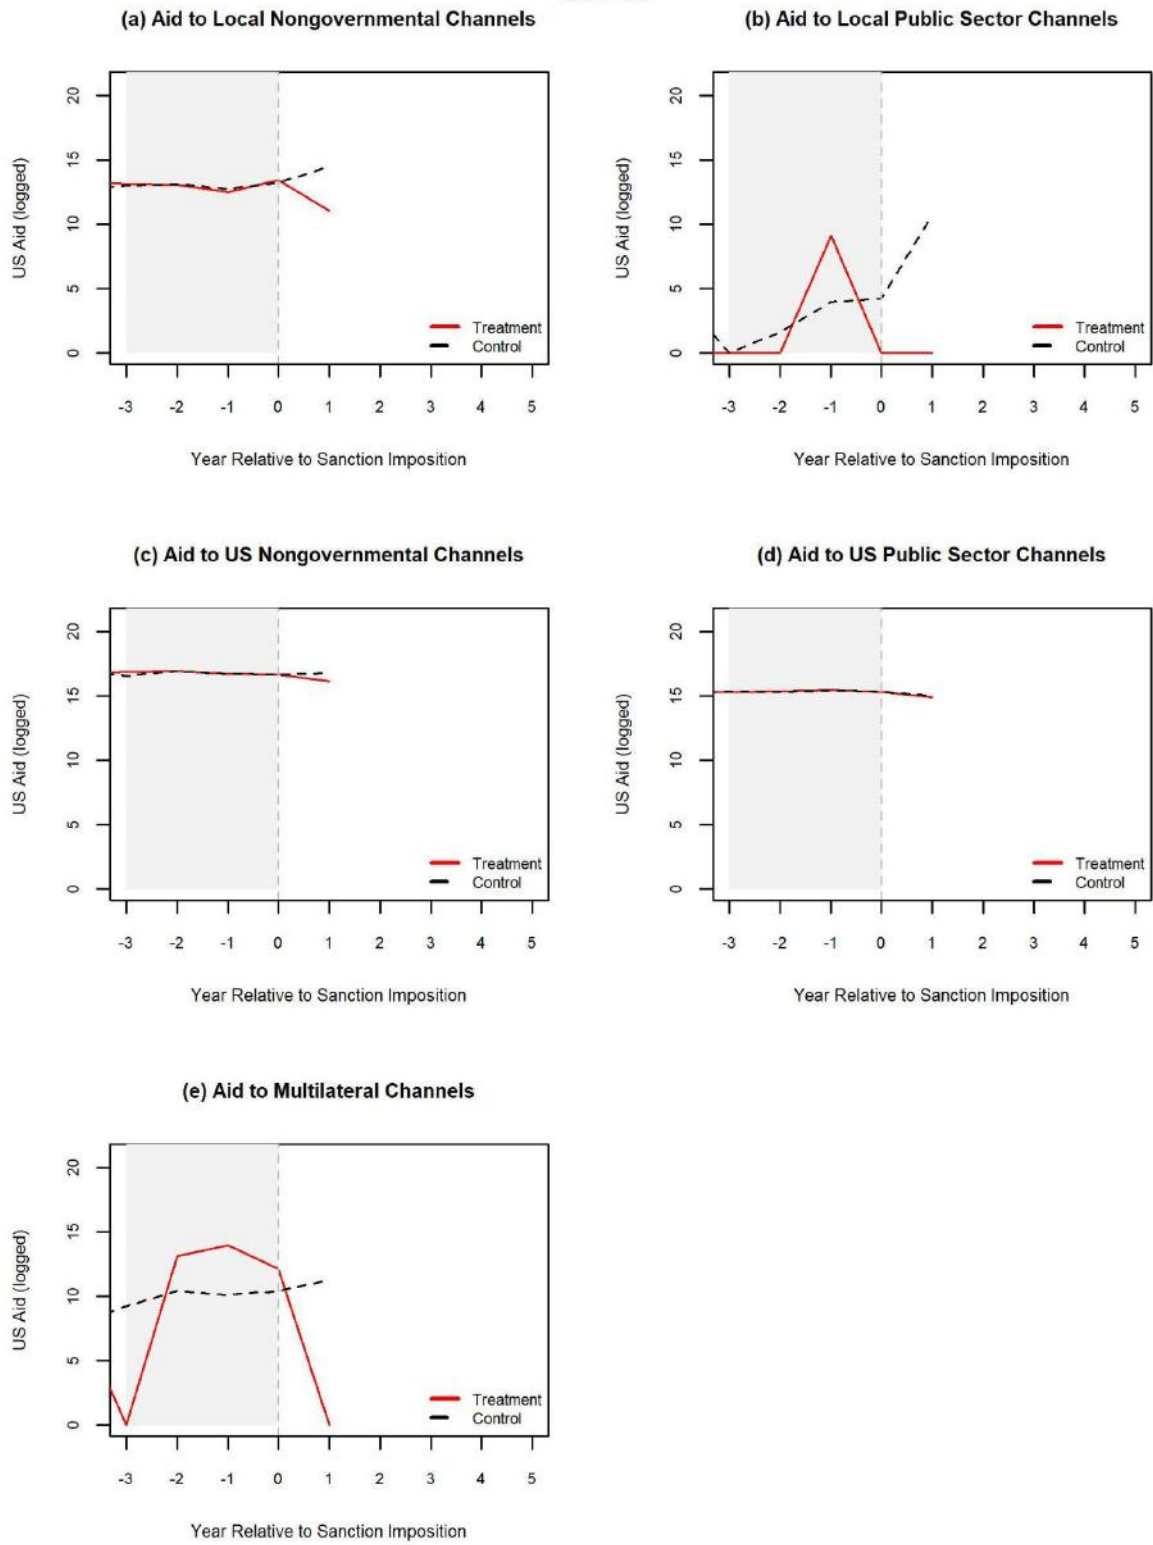 (a) Aid to Local Nongovernmental Channels
US Aid (logged)
20
15
10
5
0
Treatment
Control
-3 -2 -1 0 1 2 3 4 5
Year Relative to Sanction Imposition
(b) Aid to Local Public Sector Channels
US Aid (logged)
20
15
10
5
0
Treatment
Control
-3 -2 -1 0 1 2 3 4 5
Year Relative to Sanction Imposition
(c) Aid to US Nongovernmental Channels
US Aid (logged)
20
15
10
5
0
Treatment
Control
-3 -2 -1 0 1 2 3 4 5
Year Relative to Sanction Imposition
(d) Aid to US Public Sector Channels
US Aid (logged)
20
15
10
5
0
Treatment
Control
-3 -2 -1 0 1 2 3 4 5
Year Relative to Sanction Imposition
(e) Aid to Multilateral Channels
US Aid (logged)
20
15
10
5
0
Treatment
Control
-3 -2 -1 0 1 2 3 4 5
Year Relative to Sanction Imposition